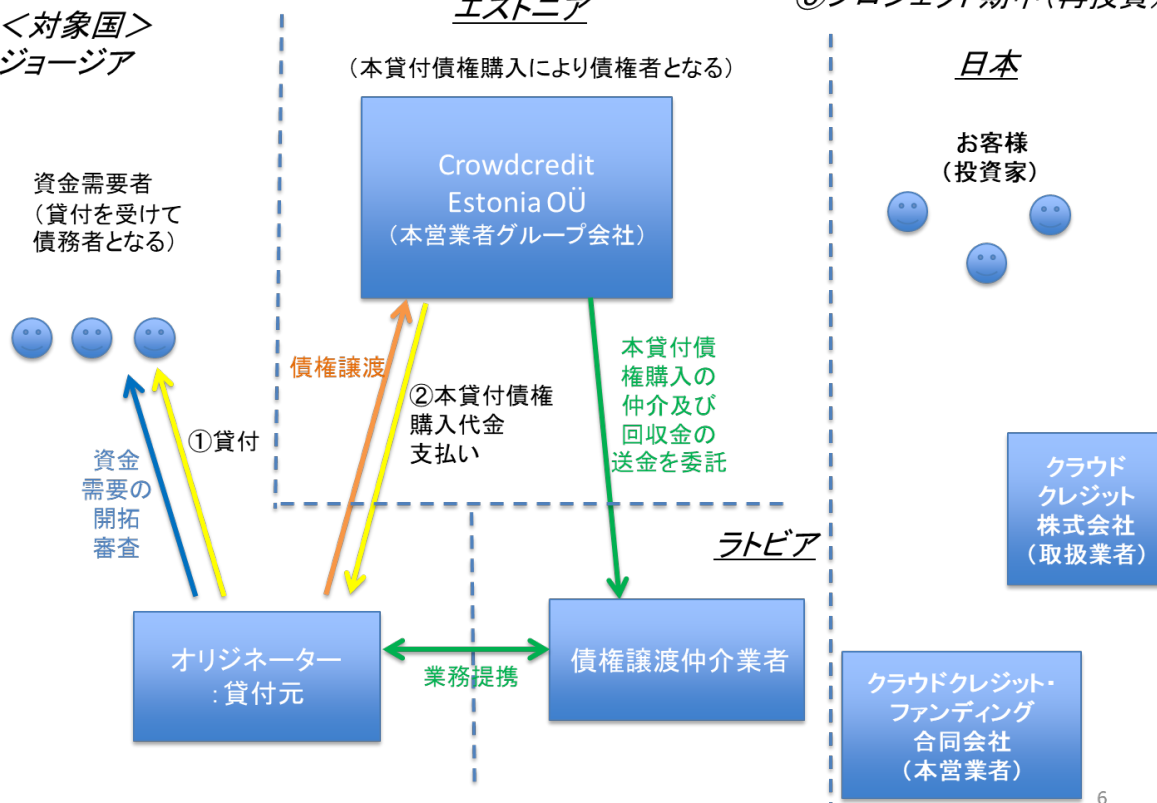 ＜対象国＞
ジョージア
エストニア
日本
（本貸付債権購入により債権者となる）
資金需要者
（貸付を受けて
債務者となる）
Crowdcredit
Estonia OÜ
（本営業者グループ会社）
お客様
（投資家）
債権譲渡
②本貸付債権
購入代金
支払い
本貸付債
権購入の
仲介及び
回収金の
送金を委託
①貸付
資金
需要の
開拓
審査
ラトビア
クラウド
クレジット
株式会社
（取扱業者）
オリジネーター
：貸付元
業務提携
債権譲渡仲介業者
クラウドクレジット・
ファンディング
合同会社
（本営業者）
6